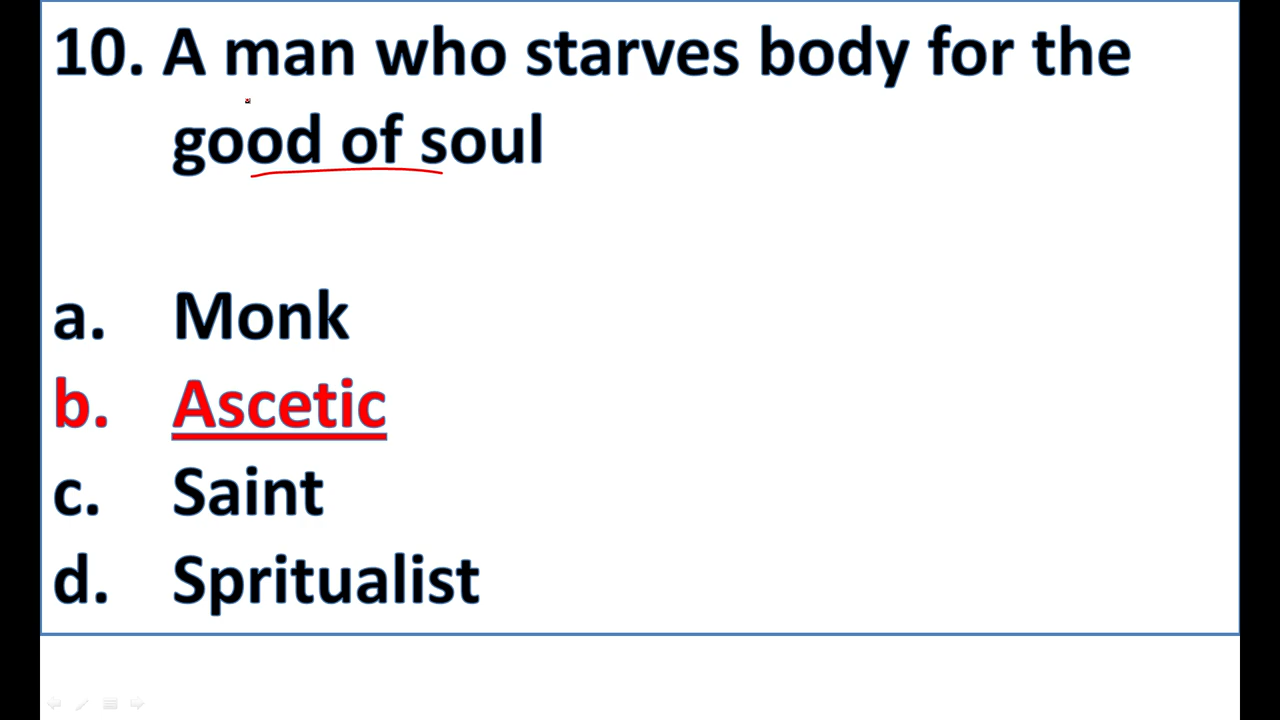 10. A man who starves body for the
good of soul
a. Monk
b. Ascetic
c. Saint
d. Spritualist